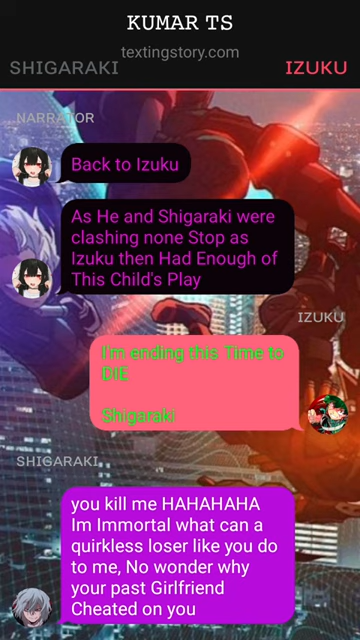 KUMAR TS
textingstory.com
SHIGARAKI IZUKU
NARRATOR
Back to Izuku
As He and Shigaraki were
clashing none Stop as
Izuku then Had Enough of
This Child's Play
IZUKU
I'm ending this Time to
DIE
Shigaraki
SHIGARAKI
you kill me HAHAHAHA
Im Immortal what can a
quirkless loser like you do
to me, No wonder why
your past Girlfriend
Cheated on you